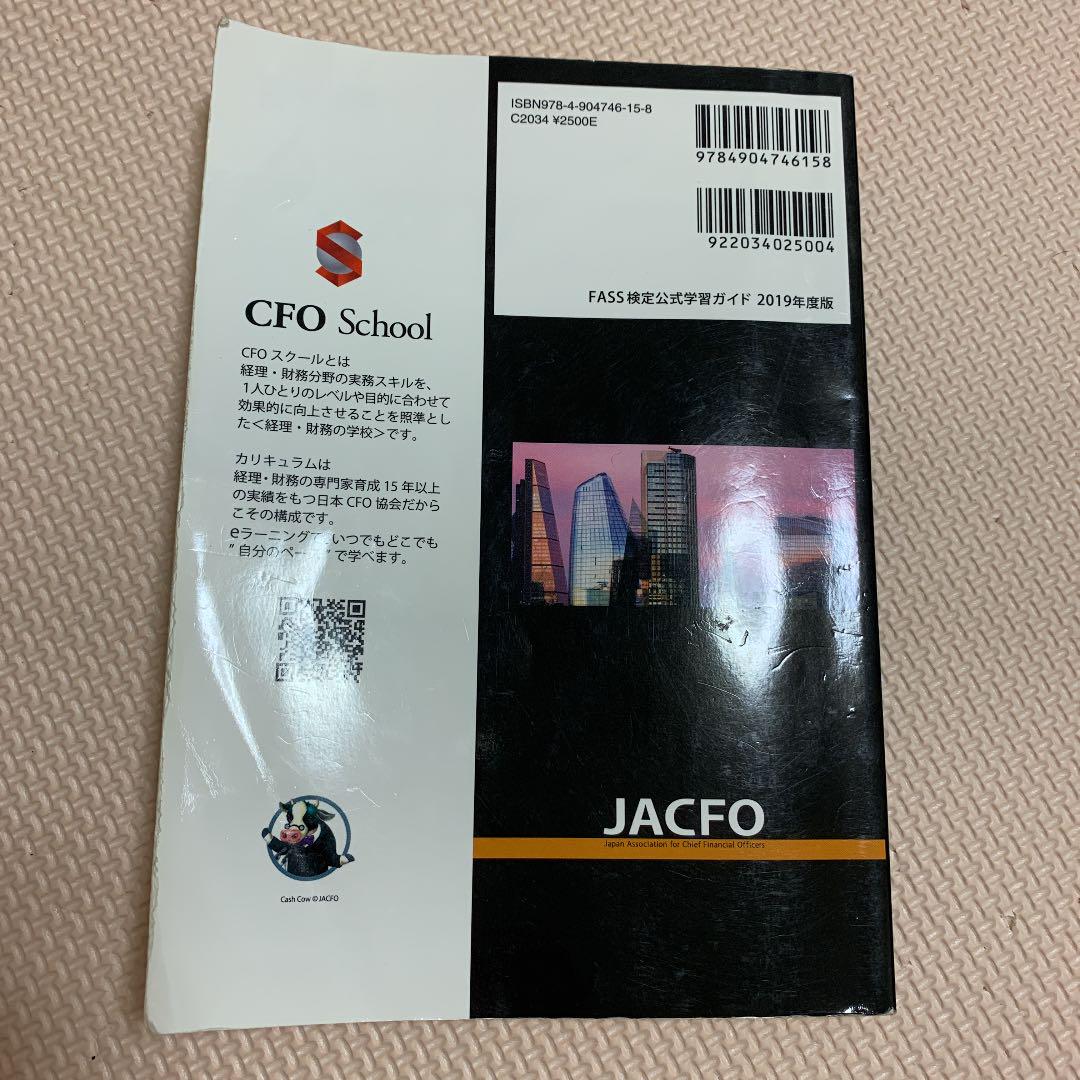 ISBN978-4-904746-15-8
C2034 ¥2500E
9784904746158
922034025004
FASS検定公式学習ガイド 2019年度版
CFO School
CFOスクールとは
経理・財務分野の実務スキルを、
1人ひとりのレベルや目的に合わせて
効果的に向上させることを照準とし
た＜経理・財務の学校＞です。
カリキュラムは
経理・財務の専門家育成15年以上
の実績をもつ日本CFO協会だから
こその構成です。
eラーニングで いつでもどこでも
"自分のペー で学べます。
Cash Cow ©JACFO
JACFO
Japan Association for Chief Financial Officers